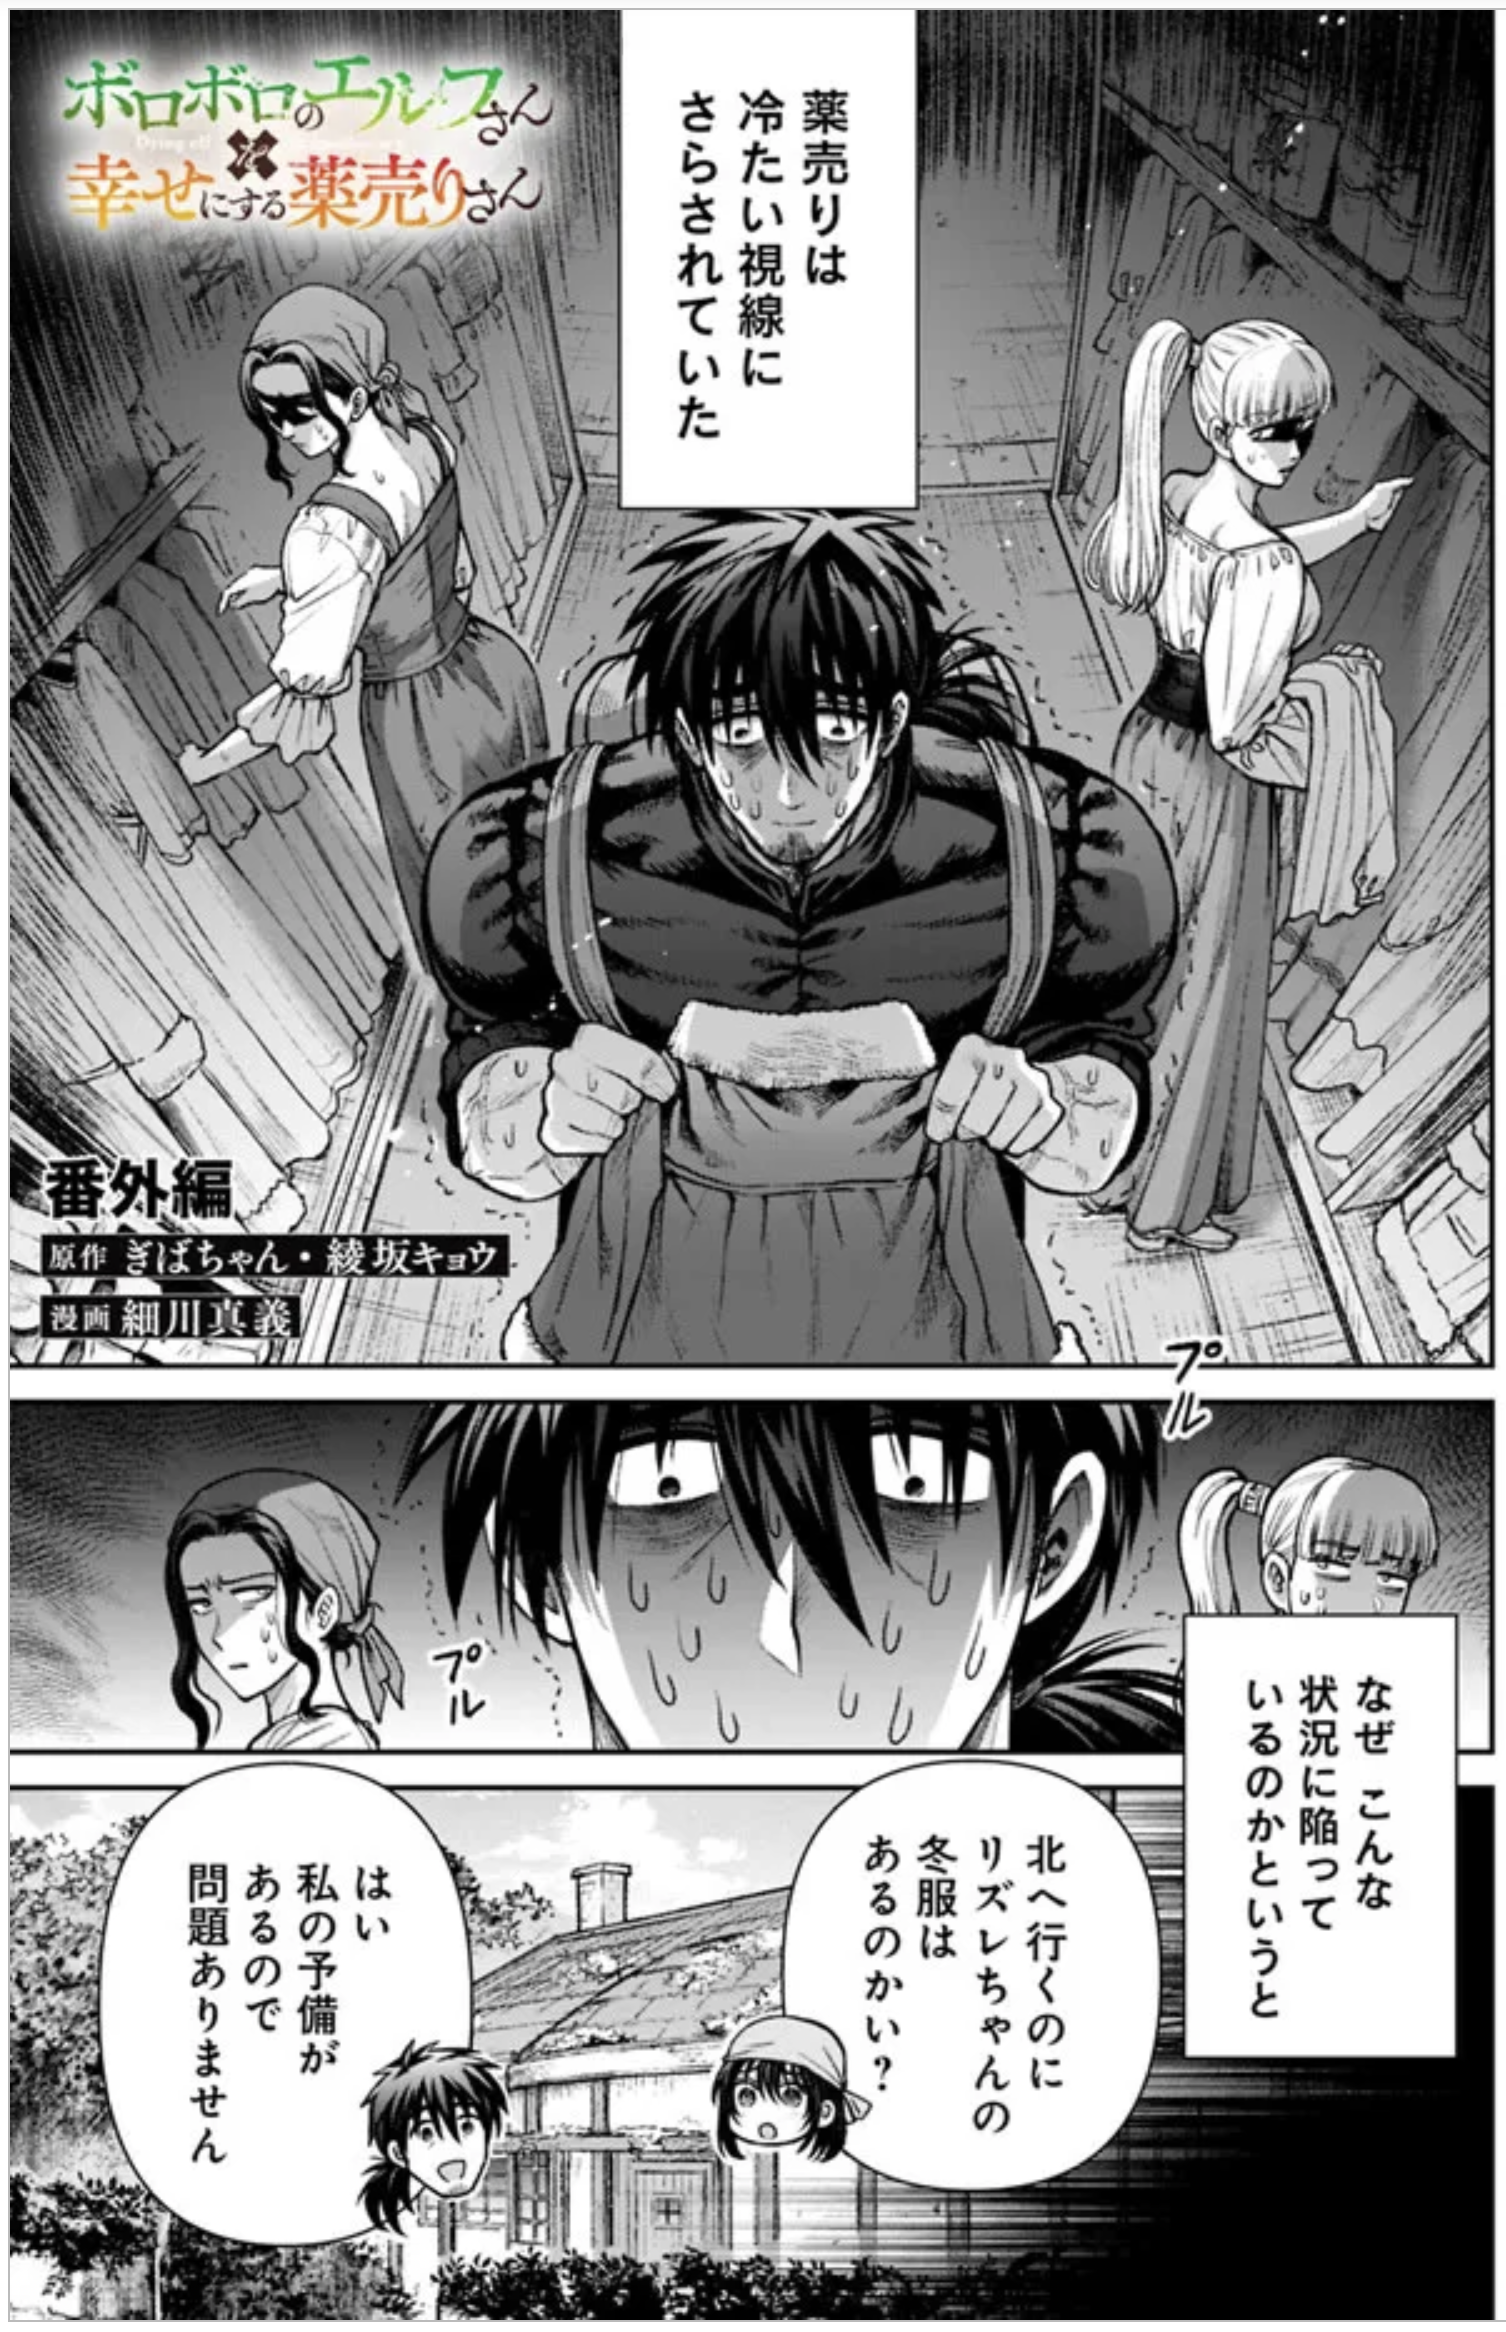 ボロボロのエルフさん
を
幸せにする薬売りさん
薬売りは
冷たい視線に
さらされていた
番外編
原作 ぎばちゃん・綾坂キョウ
漫画 細川真義
プル
プル
なぜ こんな
状況に陥って
いるのかというと
北へ行くのに
リズレちゃんの
冬服は
あるのかい?
はい
私の予備が
あるので
問題ありません